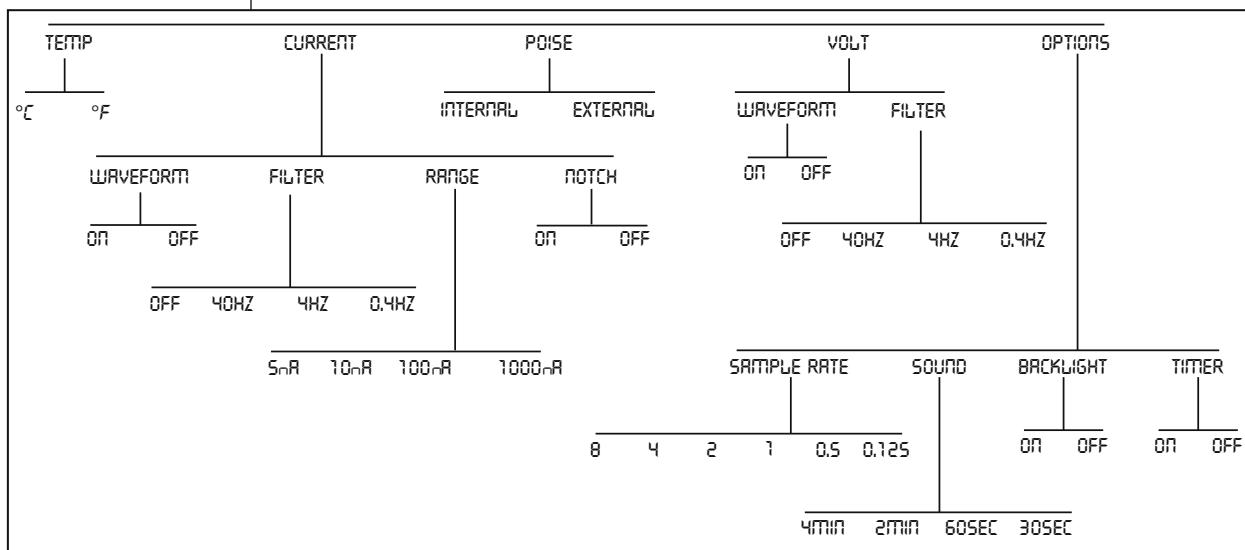 TEMP CURRENT POISE VOLT OPTIONS
°C °F INTERNAL EXTERNAL WAVEFORM FILTER
ON OFF
WAVEFORM FILTER RANGE NOTCH
ON OFF ON OFF OFF 40HZ 4HZ 0.4HZ
OFF 40HZ 4HZ 0.4HZ
5nA 10nA 100nA 1000nA SAMPLE RATE SOUND BACKLIGHT TIMER
8 4 2 1 0.5 0.125 ON OFF ON OFF
4MIN 2MIN 60SEC 30SEC